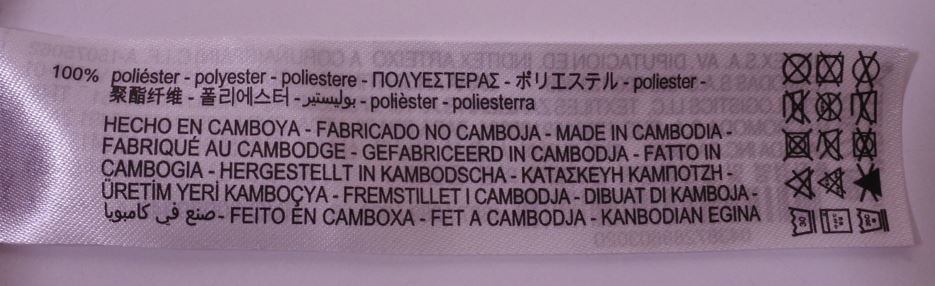 100% poliéster - polyester - poliestere - ΠΟΛΥΕΣΤΕΡΑΣ - ポリエステル - poliester -
聚酯纤维 - 폴리에스터 - بوليستير - polièster - poliesterra
HECHO EN CAMBOYA - FABRICADO NO CAMBOJA - MADE IN CAMBODIA -
FABRIQUÉ AU CAMBODGE - GEFABRICEERD IN CAMBODJA - FATTO IN
CAMBOGIA - HERGESTELLT IN KAMBODSCHA - ΚΑΤΑΣΚΕΥΗ ΚΑΜΠΟΤΖΗ -
ÜRETİM YERİ KAMBOÇYA - FREMSTILLET I CAMBODJA - DIBUAT DI KAMBOJA -
صنع في كامبوبا - FEITO EN CAMBOXA - FET A CAMBODJA - KANBODIAN EGINA